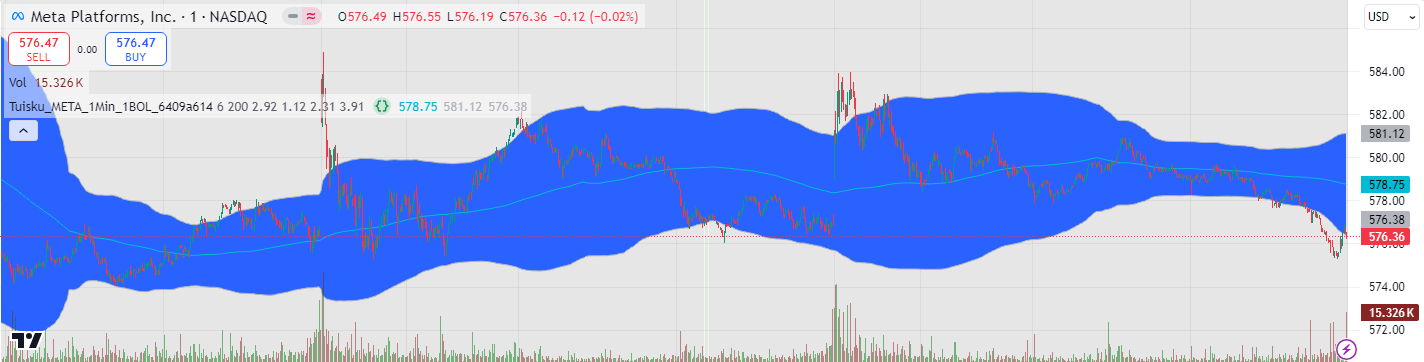 Meta Platforms, Inc. · 1 · NASDAQ O576.49 H576.55 L576.19 C576.36 −0.12 (−0.02%)
USD
576.47 SELL
0.00
576.47 BUY
Vol 15.326 K
Tuisku_META_1Min_1BOL_6409a614 6 200 2.92 1.12 2.31 3.91 {} 578.75 581.12 576.38
584.00
582.00
581.12
580.00
578.75
578.00
576.38
576.36
576.00
574.00
15.326 K
572.00